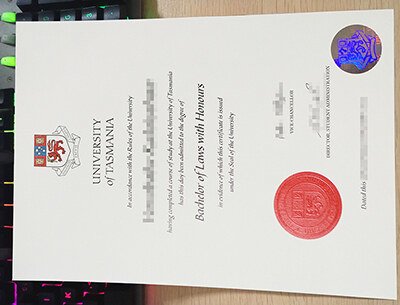 UNIVERSITY
of TASMANIA
In accordance with the Rules of the University
having completed a course of study at the University of Tasmania
has this day been admitted to the degree of
Bachelor of Laws with Honours
in evidence of which this certificate is issued
under the Seal of the University
VICE-CHANCELLOR
DIRECTOR, STUDENT ADMINISTRATION
Dated this